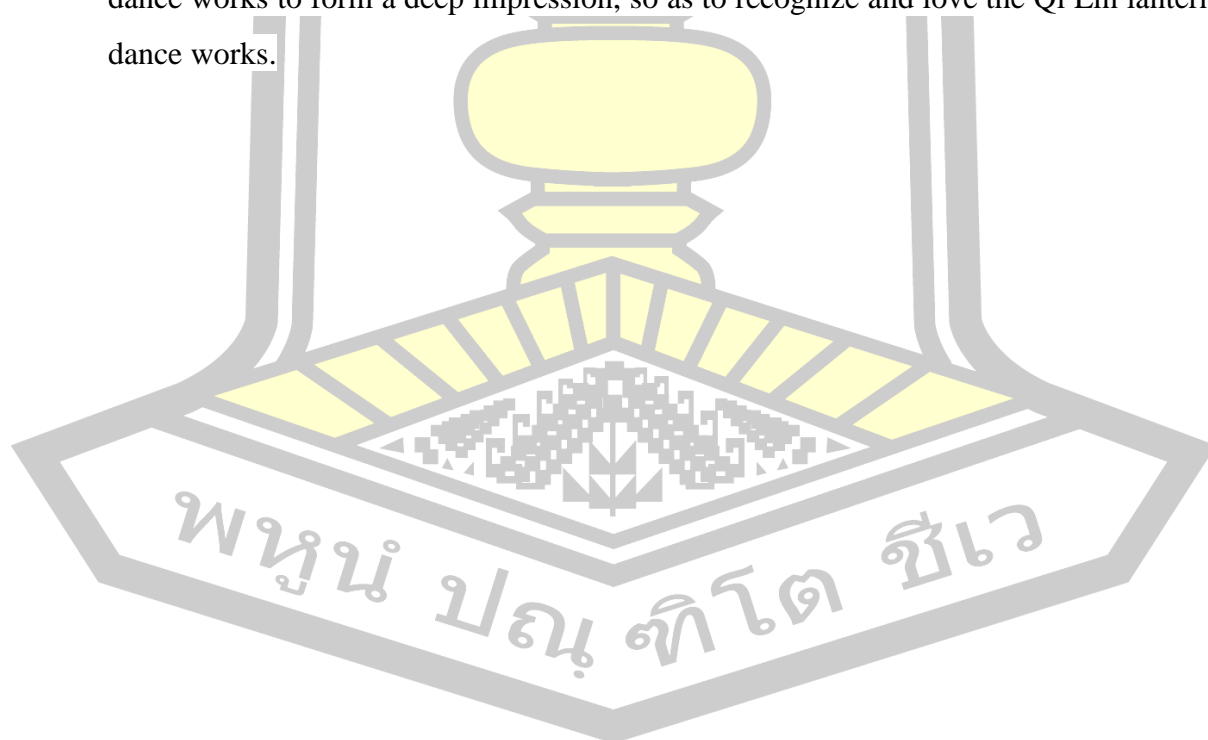 dance works to form a deep impression, so as to recognize and love the Qi Lin lantern
dance works.
พหูนํ ปณฺฑิโต ชีเว